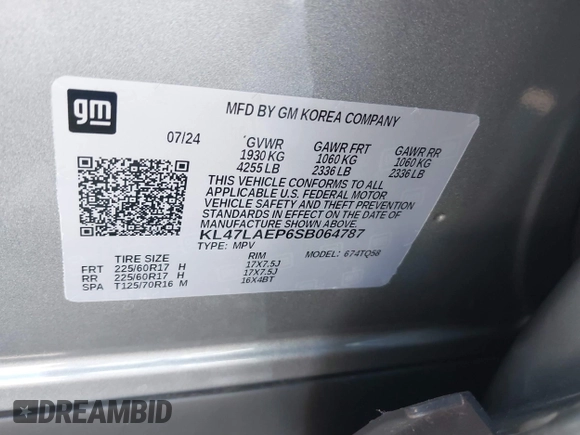 gm
MFD BY GM KOREA COMPANY
07/24 GVWR GAWR FRT GAWR RR
1930 KG 1060 KG 1060 KG
4255 LB 2336 LB 2336 LB
THIS VEHICLE CONFORMS TO ALL
APPLICABLE U.S. FEDERAL MOTOR
VEHICLE SAFETY AND THEFT
PREVENTION STANDARDS IN EFFECT
ON THE DATE OF MANUFACTURE
SHOWN ABOVE.
KL47LAEP6SB064787
TYPE: MPV MODEL: 674TQ58
TIRE SIZE RIM
FRT 225/60R17 H 17X7.5J
RR 225/60R17 H 17X7.5J
SPA T125/70R16 M 16X4BT
DREAMBID